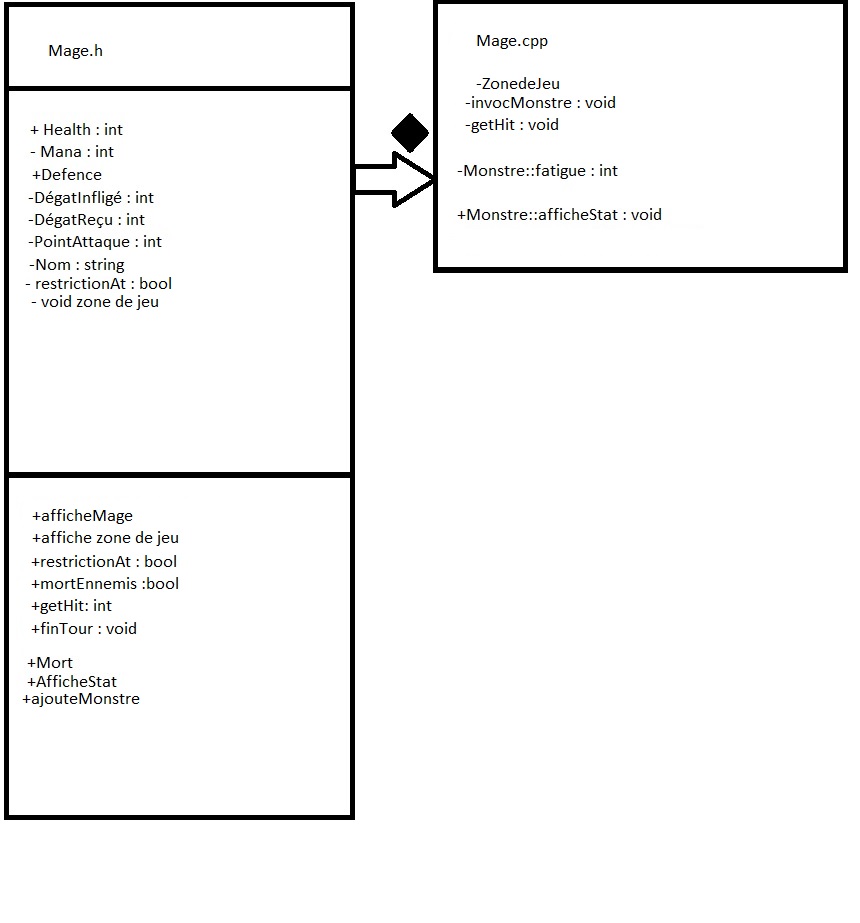 Mage.h
+ Health : int
- Mana : int
+Defence
-DégatInfligé : int
-DégatReçu : int
-PointAttaque : int
-Nom : string
- restrictionAt : bool
- void zone de jeu
+afficheMage
+affiche zone de jeu
+restrictionAt : bool
+mortEnnemis :bool
+getHit: int
+finTour : void
+Mort
+AfficheStat
+ajouteMonstre
Mage.cpp
-ZonedeJeu
-invocMonstre : void
-getHit : void
-Monstre::fatigue : int
+Monstre::afficheStat : void